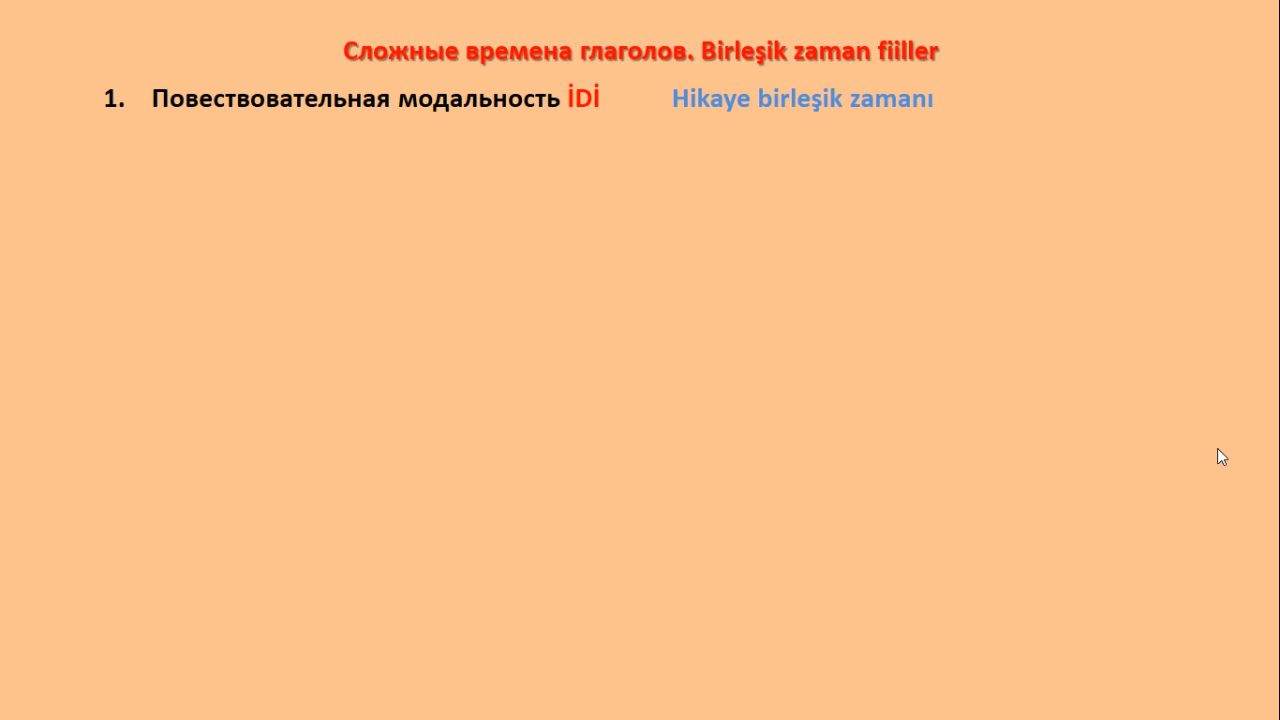 Сложные времена глаголов. Birleşik zaman fiiller
1. Повествовательная модальность İDİ Hikaye birleşik zamanı